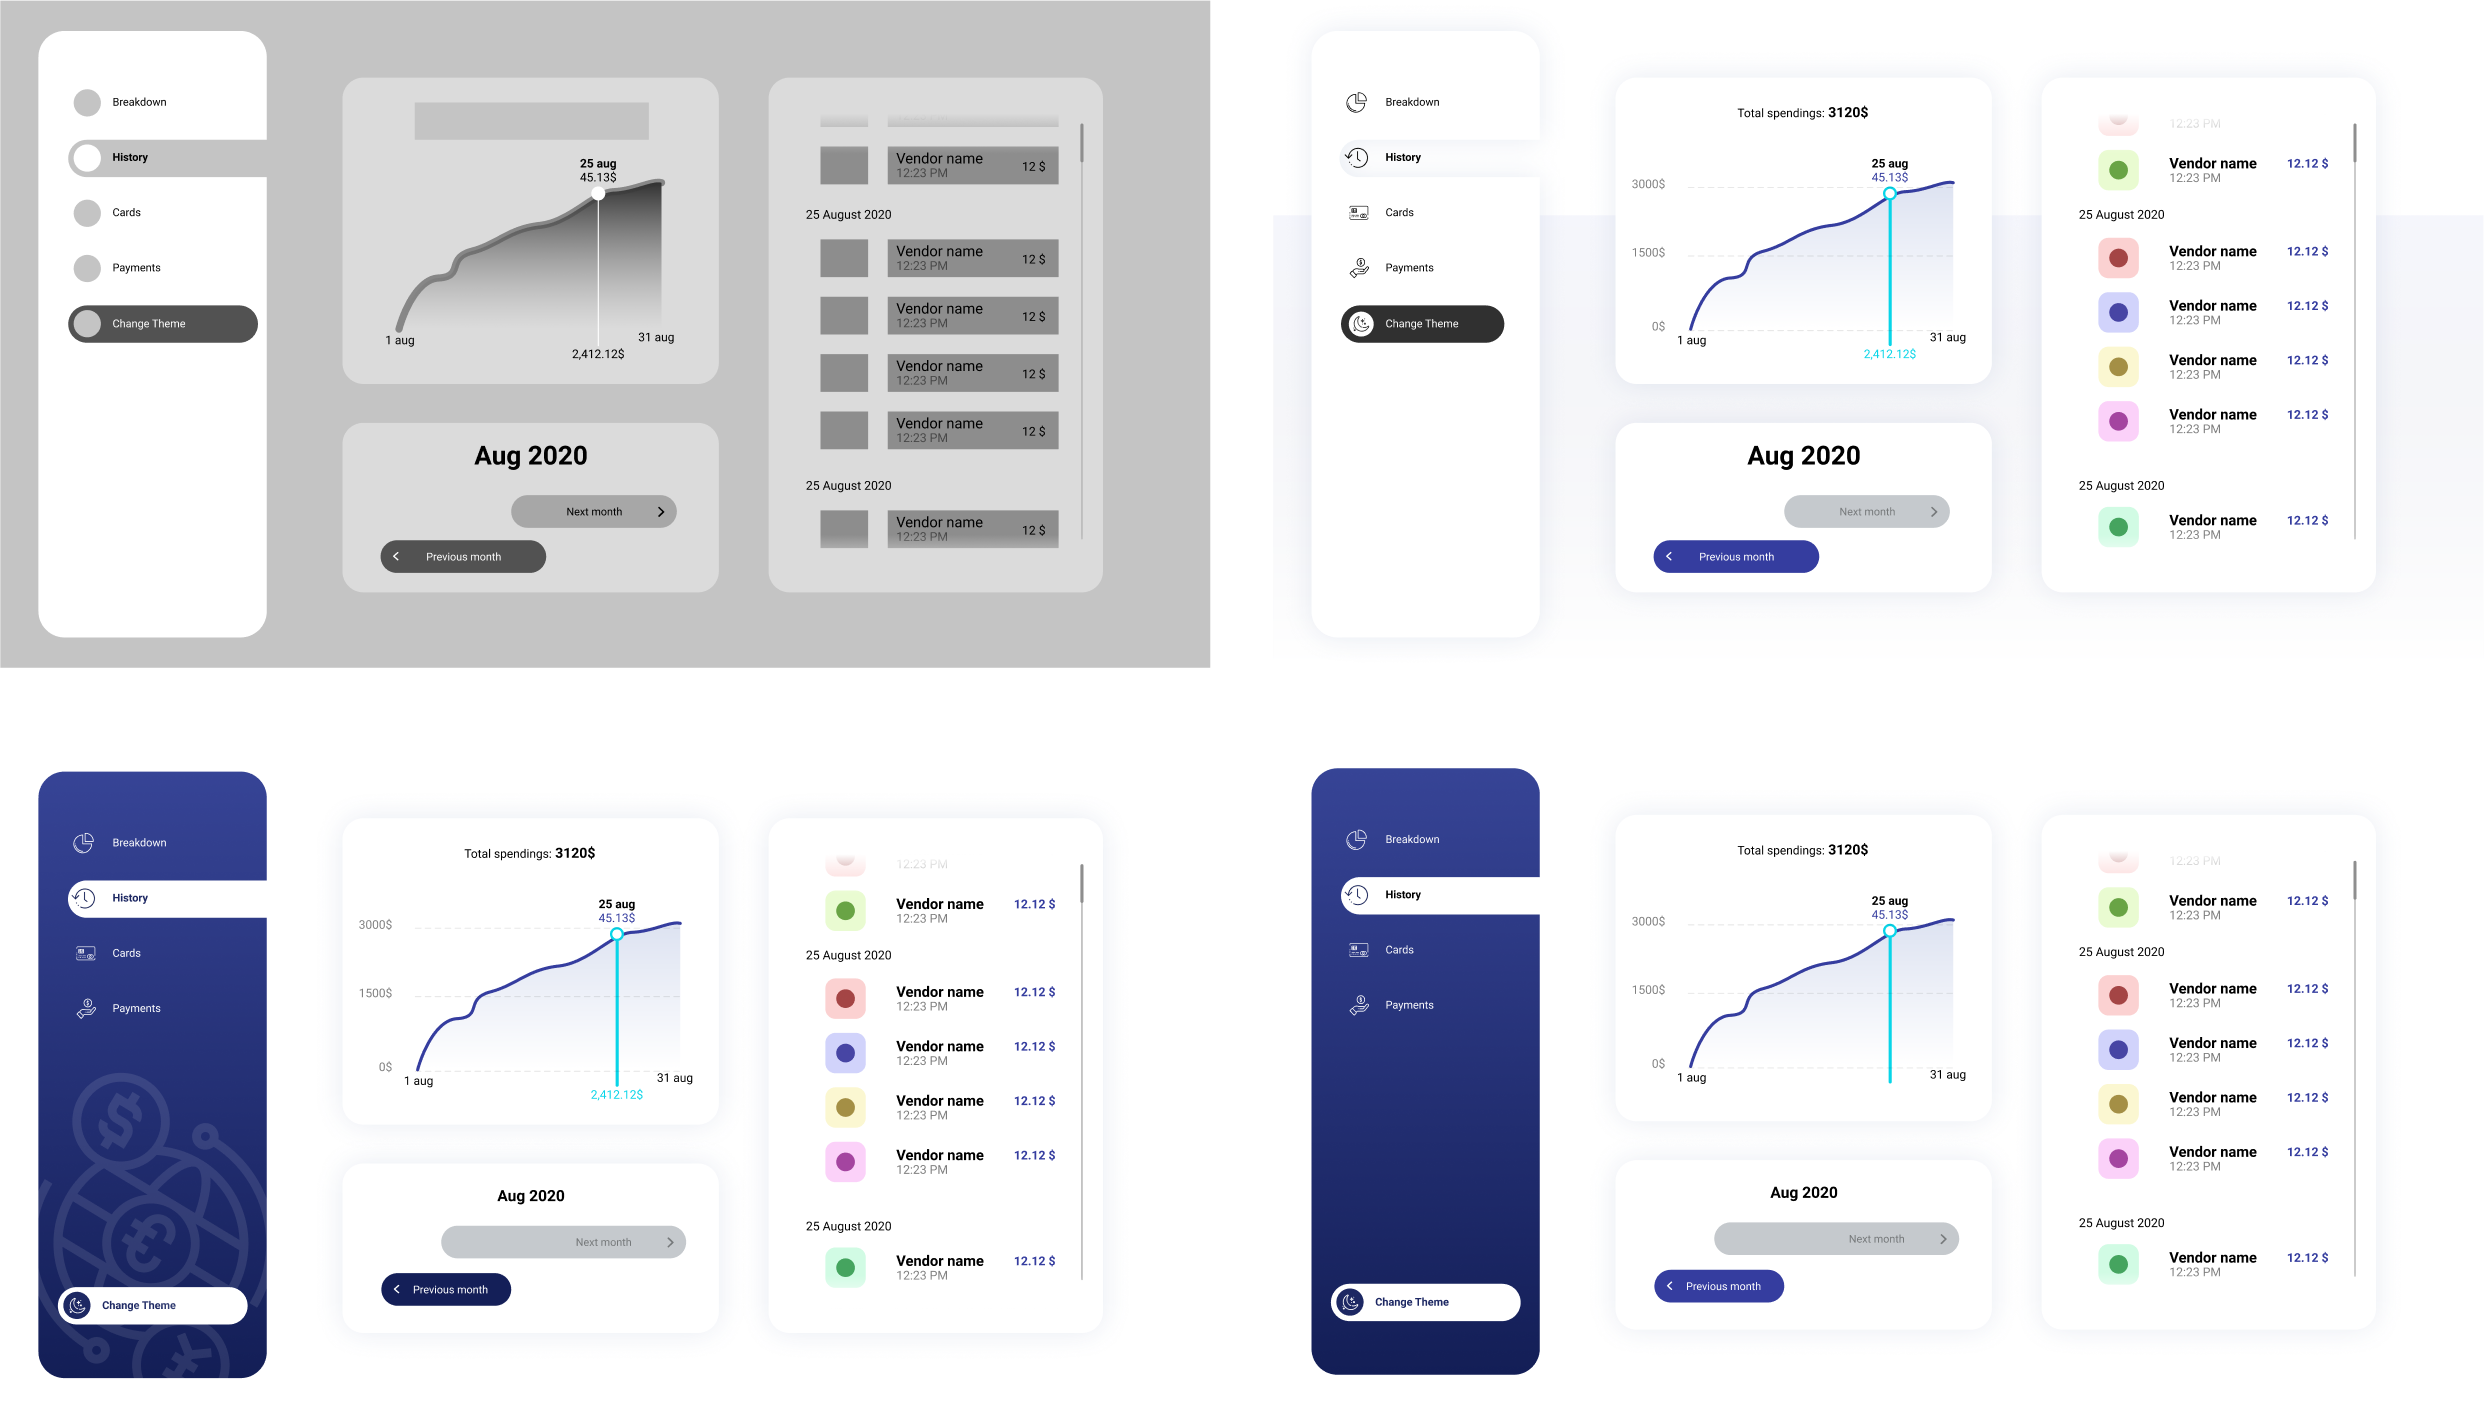 Breakdown
History
Cards
Payments
Change Theme
25 aug
45.13$
1 aug
31 aug
2,412.12$
Aug 2020
Next month
Previous month
12:23 PM
Vendor name
12:23 PM
12 $
25 August 2020
Vendor name
12:23 PM
12 $
Vendor name
12:23 PM
12 $
Vendor name
12:23 PM
12 $
Vendor name
12:23 PM
12 $
25 August 2020
Vendor name
12:23 PM
12 $
Breakdown
History
Cards
Payments
Change Theme
Total spendings: 3120$
25 aug
45.13$
3000$
1500$
0$
1 aug
31 aug
2,412.12$
Aug 2020
Next month
Previous month
12:23 PM
Vendor name
12.12 $
12:23 PM
25 August 2020
Vendor name
12.12 $
12:23 PM
Vendor name
12.12 $
12:23 PM
Vendor name
12.12 $
12:23 PM
Vendor name
12.12 $
12:23 PM
25 August 2020
Vendor name
12.12 $
12:23 PM
Breakdown
History
Cards
Payments
Change Theme
Total spendings: 3120$
25 aug
45.13$
3000$
1500$
0$
1 aug
31 aug
2,412.12$
Aug 2020
Next month
Previous month
12:23 PM
Vendor name
12.12 $
12:23 PM
25 August 2020
Vendor name
12.12 $
12:23 PM
Vendor name
12.12 $
12:23 PM
Vendor name
12.12 $
12:23 PM
Vendor name
12.12 $
12:23 PM
25 August 2020
Vendor name
12.12 $
12:23 PM
Breakdown
History
Cards
Payments
Change Theme
Total spendings: 3120$
25 aug
45.13$
3000$
1500$
0$
1 aug
31 aug
Aug 2020
Next month
Previous month
12:23 PM
Vendor name
12.12 $
12:23 PM
25 August 2020
Vendor name
12.12 $
12:23 PM
Vendor name
12.12 $
12:23 PM
Vendor name
12.12 $
12:23 PM
Vendor name
12.12 $
12:23 PM
25 August 2020
Vendor name
12.12 $
12:23 PM